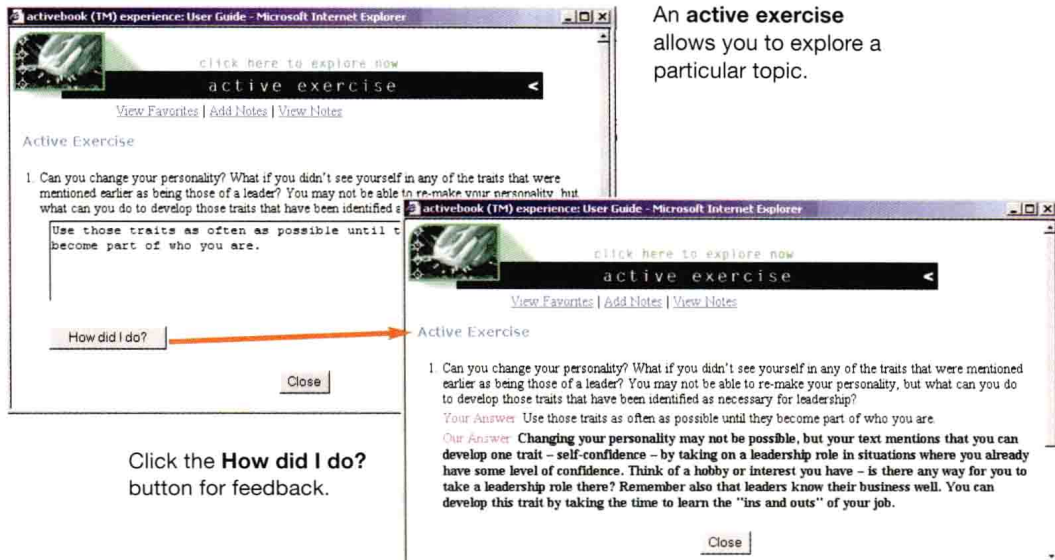 activebook (TM) experience: User Guide - Microsoft Internet Explorer
click here to explore now
active exercise
View Favorites | Add Notes | View Notes
Active Exercise
1. Can you change your personality? What if you didn't see yourself in any of the traits that were
mentioned earlier as being those of a leader? You may not be able to re-make your personality, but
what can you do to develop those traits that have been identified a
Use those traits as often as possible until t
become part of who you are.
How did I do?
Close
An active exercise
allows you to explore a
particular topic.
activebook (TM) experience: User Guide - Microsoft Internet Explorer
click here to explore now
active exercise
View Favorites | Add Notes | View Notes
Active Exercise
1. Can you change your personality? What if you didn't see yourself in any of the traits that were mentioned
earlier as being those of a leader? You may not be able to re-make your personality, but what can you do
to develop those traits that have been identified as necessary for leadership?
Your Answer Use those traits as often as possible until they become part of who you are.
Our Answer Changing your personality may not be possible, but your text mentions that you can
develop one trait – self-confidence – by taking on a leadership role in situations where you already
have some level of confidence. Think of a hobby or interest you have – is there any way for you to
take a leadership role there? Remember also that leaders know their business well. You can
develop this trait by taking the time to learn the "ins and outs" of your job.
Close
Click the How did I do?
button for feedback.